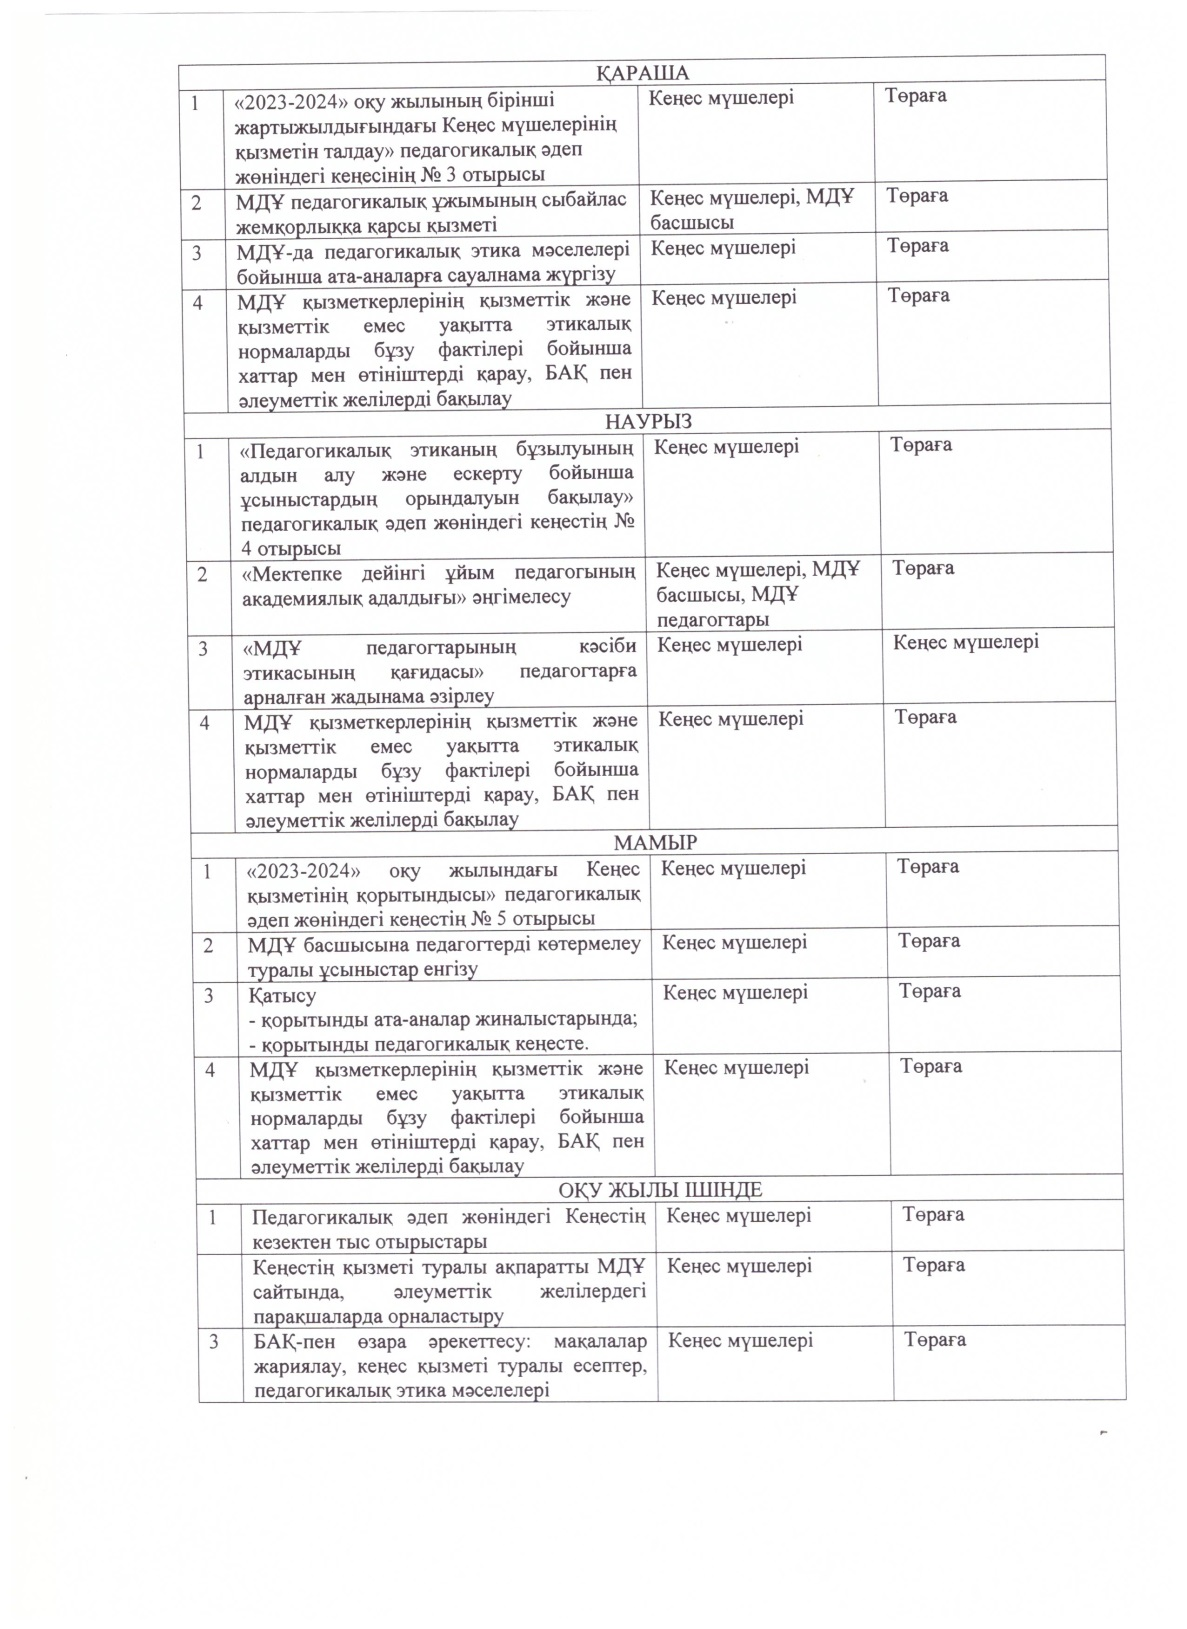 ҚАРАША
1 «2023-2024» оқу жылының бірінші Кеңес мүшелері Төраға
жартыжылдығындағы Кеңес мүшелерінің
қызметін талдау» педагогикалық әдеп
жөніндегі кеңесінің № 3 отырысы
2 МДҰ педагогикалық ұжымының сыбайлас Кеңес мүшелері, МДҰ Төраға
жемқорлыққа қарсы қызметі басшысы
3 МДҰ-да педагогикалық этика мәселелері Кеңес мүшелері Төраға
бойынша ата-аналарға сауалнама жүргізу
4 МДҰ қызметкерлерінің қызметтік және Кеңес мүшелері Төраға
қызметтік емес уақытта этикалық
нормаларды бұзу фактілері бойынша
хаттар мен өтініштерді қарау, БАҚ пен
әлеуметтік желілерді бақылау
НАУРЫЗ
1 «Педагогикалық этиканың бұзылуының Кеңес мүшелері Төраға
алдын алу және ескерту бойынша
ұсыныстардың орындалуын бақылау»
педагогикалық әдеп жөніндегі кеңестің №
4 отырысы
2 «Мектепке дейінгі ұйым педагогының Кеңес мүшелері, МДҰ Төраға
академиялық адалдығы» әңгімелесу басшысы, МДҰ
педагогтары
3 «МДҰ педагогтарының кәсіби Кеңес мүшелері Кеңес мүшелері
этикасының қағидасы» педагогтарға
арналған жадынама әзірлеу
4 МДҰ қызметкерлерінің қызметтік және Кеңес мүшелері Төраға
қызметтік емес уақытта этикалық
нормаларды бұзу фактілері бойынша
хаттар мен өтініштерді қарау, БАҚ пен
әлеуметтік желілерді бақылау
МАМЫР
1 «2023-2024» оқу жылындағы Кеңес Кеңес мүшелері Төраға
қызметінің қорытындысы» педагогикалық
әдеп жөніндегі кеңестің № 5 отырысы
2 МДҰ басшысына педагогтерді көтермелеу Кеңес мүшелері Төраға
туралы ұсыныстар енгізу
3 Қатысу Кеңес мүшелері Төраға
- қорытынды ата-аналар жиналыстарында;
- қорытынды педагогикалық кеңесте.
4 МДҰ қызметкерлерінің қызметтік және Кеңес мүшелері Төраға
қызметтік емес уақытта этикалық
нормаларды бұзу фактілері бойынша
хаттар мен өтініштерді қарау, БАҚ пен
әлеуметтік желілерді бақылау
ОҚУ ЖЫЛЫ ІШІНДЕ
1 Педагогикалық әдеп жөніндегі Кеңестің Кеңес мүшелері Төраға
кезектен тыс отырыстары
Кеңестің қызметі туралы ақпаратты МДҰ Кеңес мүшелері Төраға
сайтында, әлеуметтік желілердегі
парақшаларда орналастыру
3 БАҚ-пен өзара әрекеттесу: мақалалар Кеңес мүшелері Төраға
жариялау, кеңес қызметі туралы есептер,
педагогикалық этика мәселелері